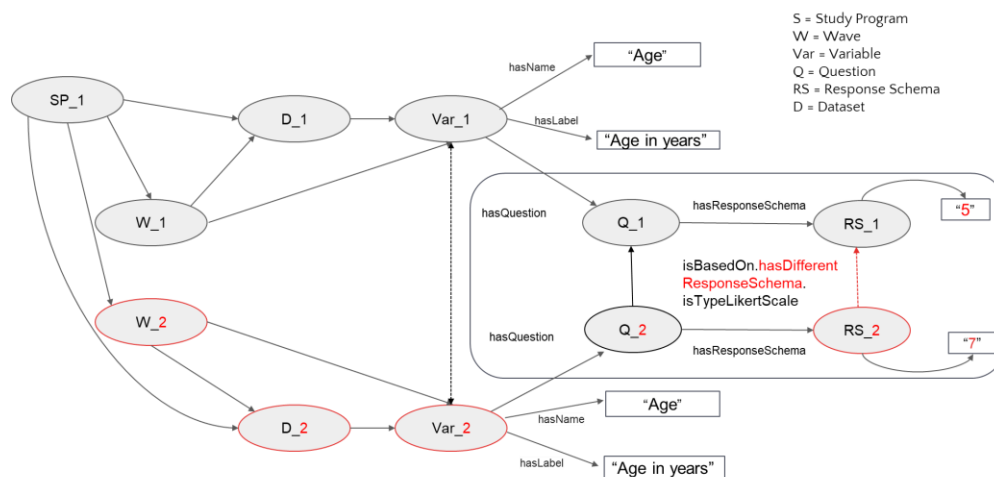 S = Study Program
W = Wave
Var = Variable
Q = Question
RS = Response Schema
D = Dataset
"Age"
hasName
SP_1
D_1
Var_1
hasLabel
"Age in years"
W_1
hasQuestion
Q_1
hasResponseSchema
RS_1
"5"
isBasedOn.hasDifferent
ResponseSchema.
isTypeLikertScale
W_2
hasQuestion
Q_2
hasResponseSchema
RS_2
"7"
D_2
Var_2
hasName
"Age"
hasLabel
"Age in years"